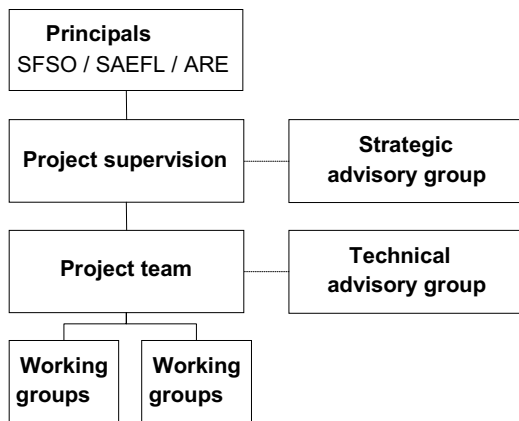 Principals
SFSO / SAEFL / ARE
Project supervision
Strategic
advisory group
Project team
Technical
advisory group
Working
groups
Working
groups